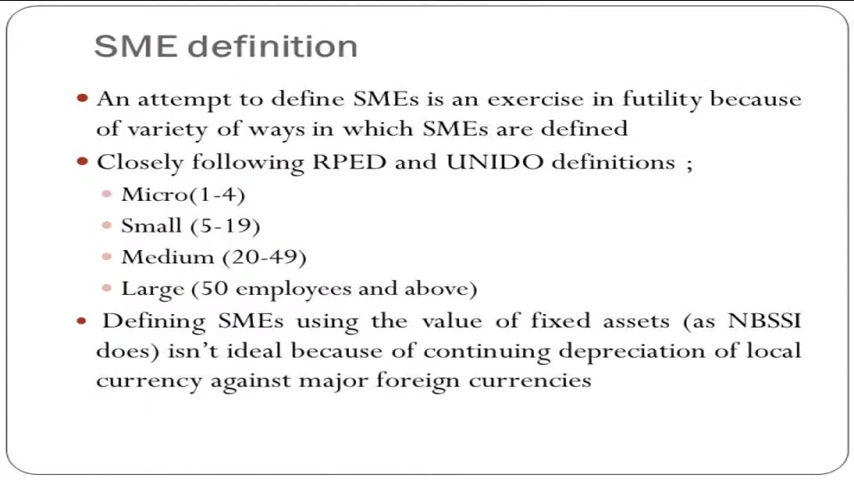 SME definition
• An attempt to define SMEs is an exercise in futility because
of variety of ways in which SMEs are defined
• Closely following RPED and UNIDO definitions ;
• Micro(1-4)
• Small (5-19)
• Medium (20-49)
• Large (50 employees and above)
• Defining SMEs using the value of fixed assets (as NBSSI
does) isn't ideal because of continuing depreciation of local
currency against major foreign currencies